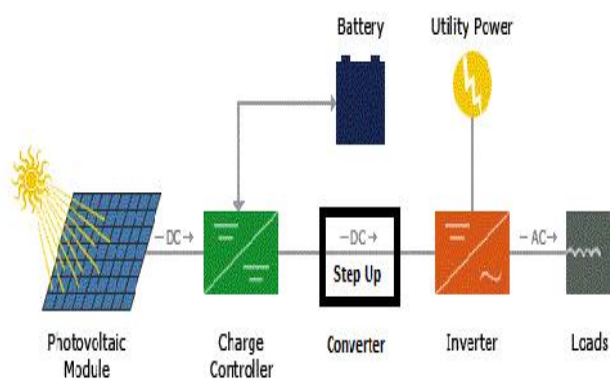 Battery
Utility Power
—DC→
—DC→
—AC→
Step Up
Photovoltaic
Module
Charge
Controller
Converter
Inverter
Loads